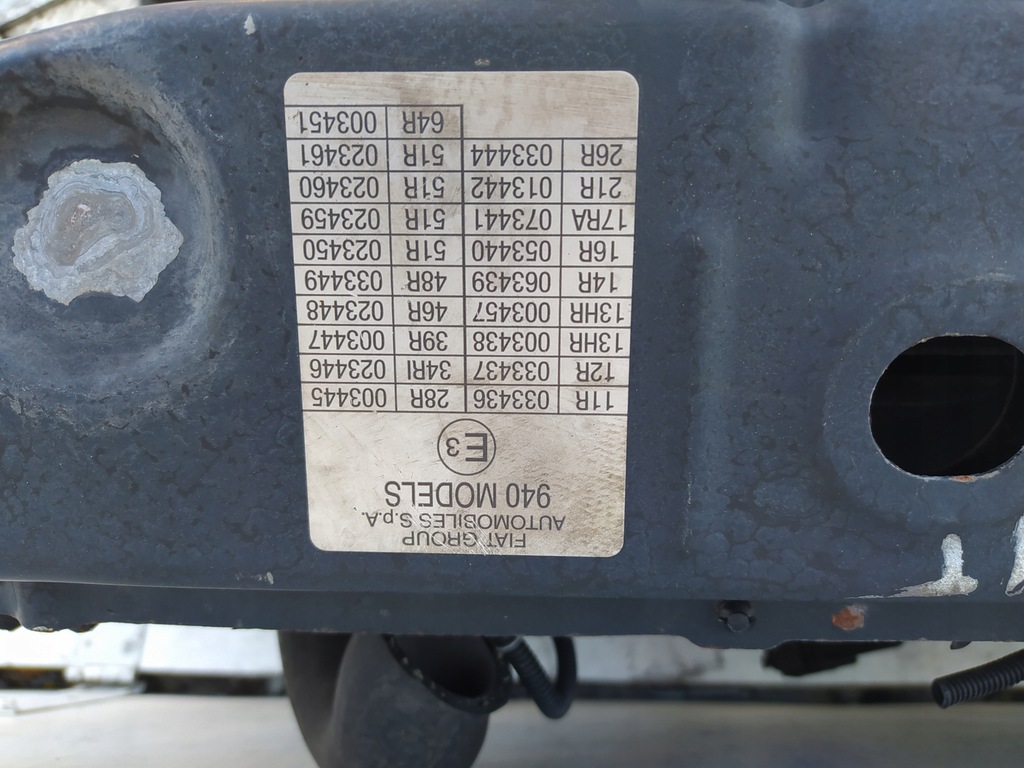 FIAT GROUP
AUTOMOBILES S.p.A.
940 MODELS
E3
11R 033436 28R 003445
12R 033437 34RI 023446
13HR 003438 39R 003447
13HR 003457 46R 023448
14R 063439 48R 033449
16R 053440 51R 023450
17RA 073441 51R 023459
21R 013442 51R 023460
26R 033444 51R 023461
64R 003451